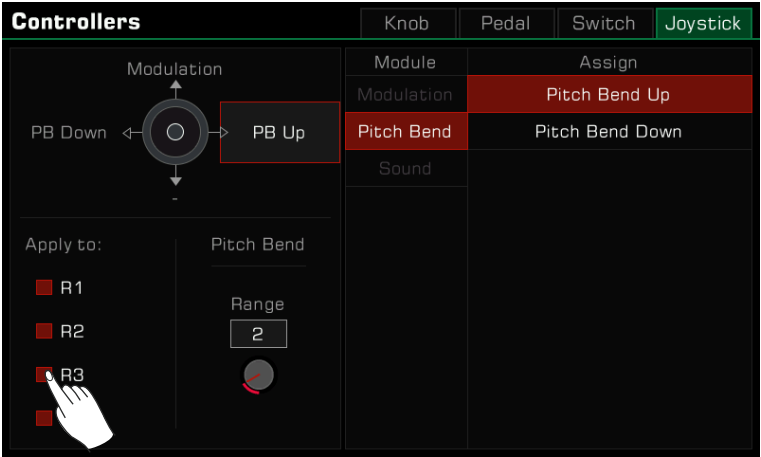 Controllers
Knob
Pedal
Switch
Joystick
Modulation
PB Down
PB Up
-
Module
Assign
Modulation
Pitch Bend Up
Pitch Bend
Pitch Bend Down
Sound
Apply to:
R1
R2
R3
Pitch Bend
Range
2